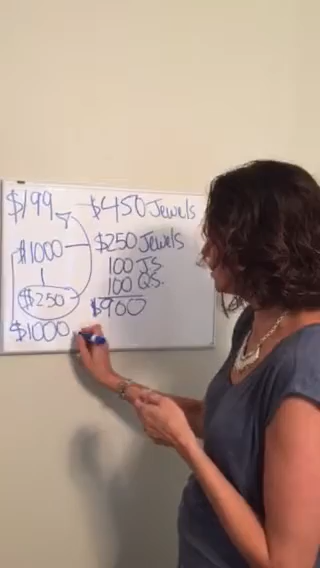 $199 - $450 Jewels
$1000 - $250 Jewels
100 JS
100 QS.
$250 - $900
$1000